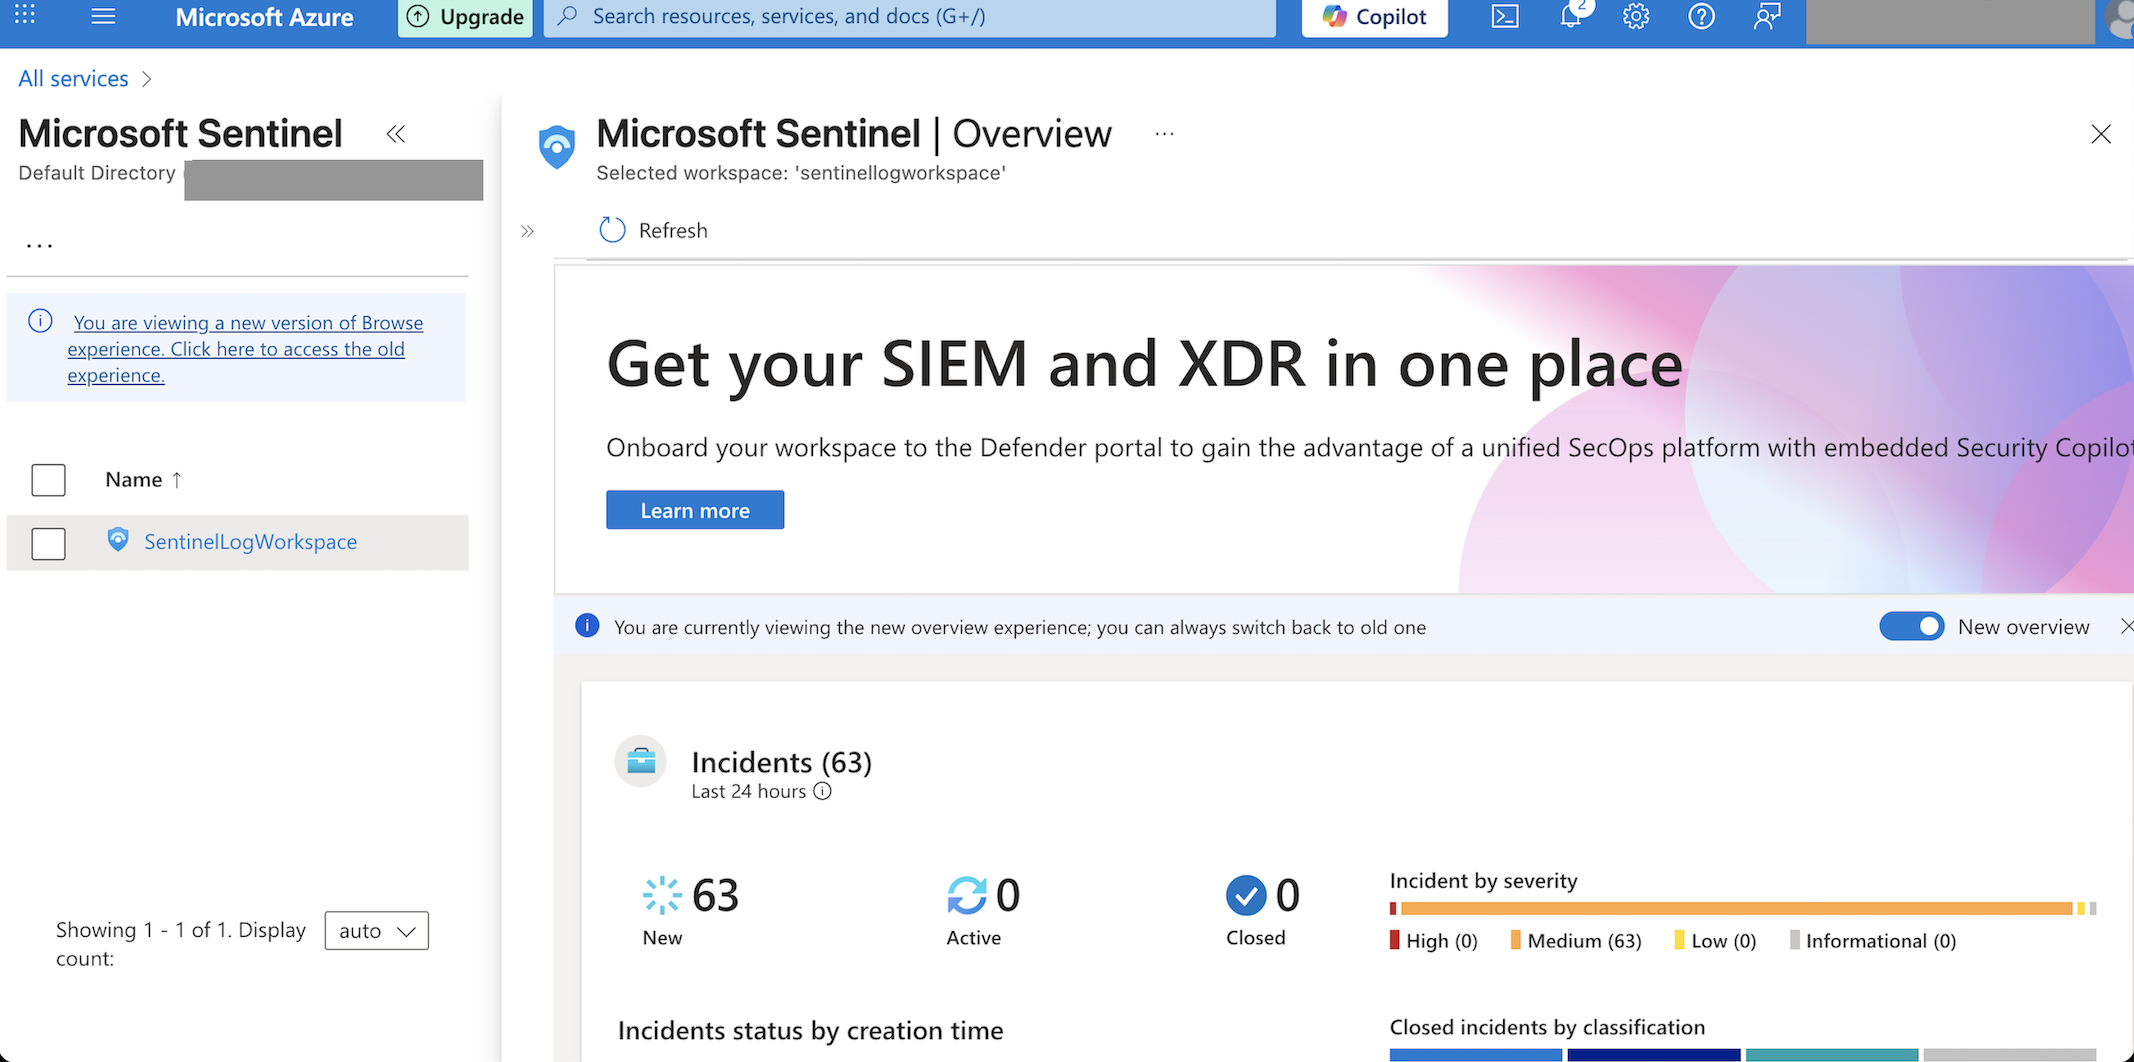 Microsoft Azure
Upgrade
Search resources, services, and docs (G+/)
Copilot
2
All services
Microsoft Sentinel
Default Directory
...
You are viewing a new version of Browse
experience. Click here to access the old
experience.
Name ↑
SentinelLogWorkspace
Showing 1 - 1 of 1. Display
count:
auto
Microsoft Sentinel | Overview
...
Selected workspace: 'sentinellogworkspace'
Refresh
Get your SIEM and XDR in one place
Onboard your workspace to the Defender portal to gain the advantage of a unified SecOps platform with embedded Security Copilot
Learn more
You are currently viewing the new overview experience; you can always switch back to old one
New overview
Incidents (63)
Last 24 hours
63
New
0
Active
0
Closed
Incident by severity
High (0)
Medium (63)
Low (0)
Informational (0)
Incidents status by creation time
Closed incidents by classification